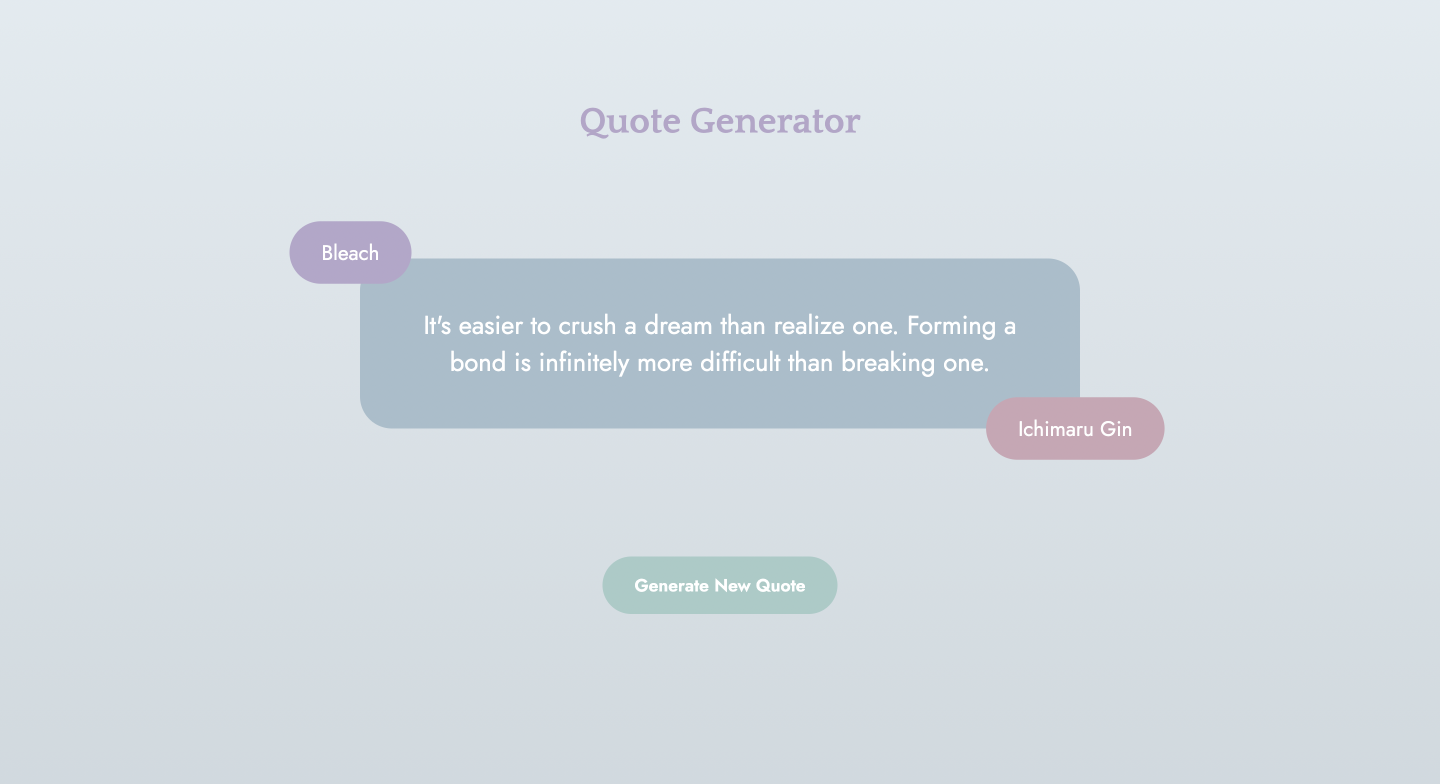 Quote Generator
Bleach
It's easier to crush a dream than realize one. Forming a
bond is infinitely more difficult than breaking one.
Ichimaru Gin
Generate New Quote